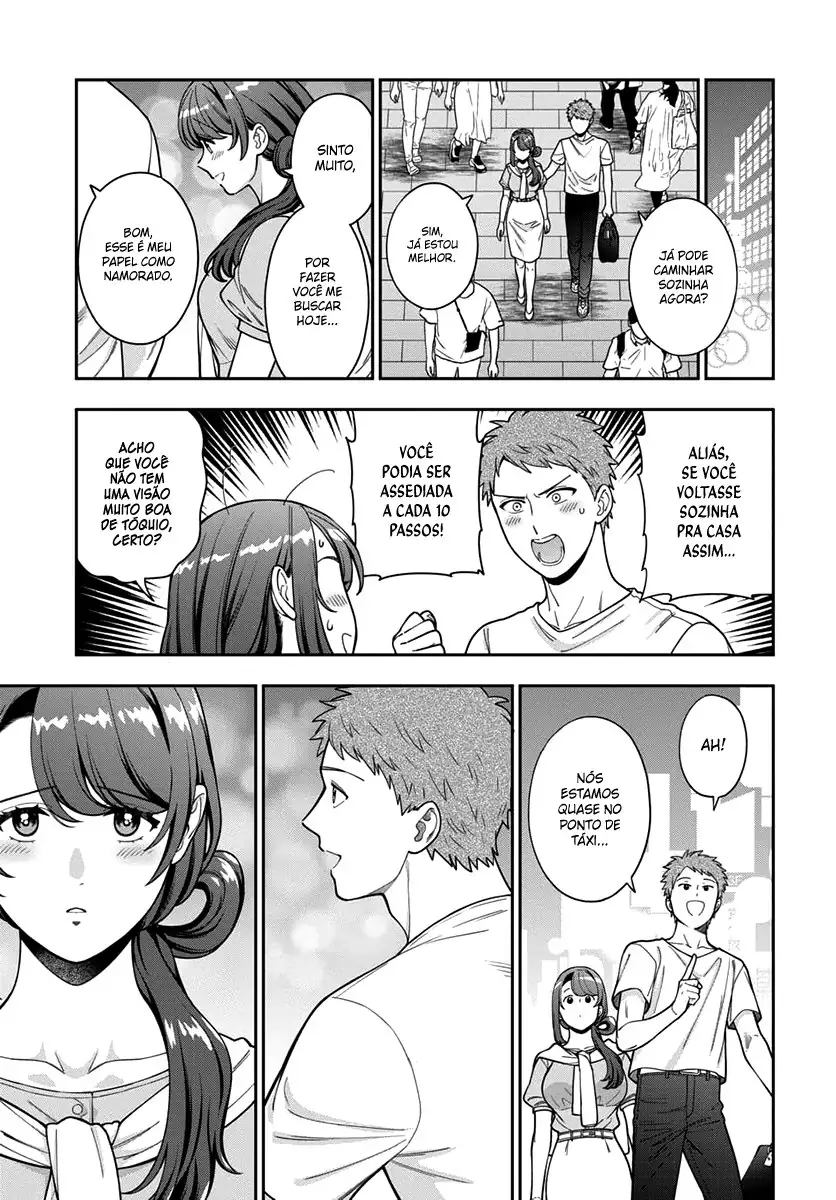 JÁ PODE
CAMINHAR
SOZINHA
AGORA?
SIM,
JÁ ESTOU
MELHOR.
SINTO
MUITO,
POR
FAZER
VOCÊ ME
BUSCAR
HOJE...
BOM,
ESSE É MEU
PAPEL COMO
NAMORADO.
ALIÁS,
SE VOCÊ
VOLTASSE
SOZINHA
PRA CASA
ASSIM...
VOCÊ
PODIA SER
ASSEDIADA
A CADA 10
PASSOS!
ACHO
QUE VOCÊ
NÃO TEM
UMA VISÃO
MUITO BOA
DE TÓQUIO,
CERTO?
AH!
NÓS
ESTAMOS
QUASE NO
PONTO DE
TÁXI...